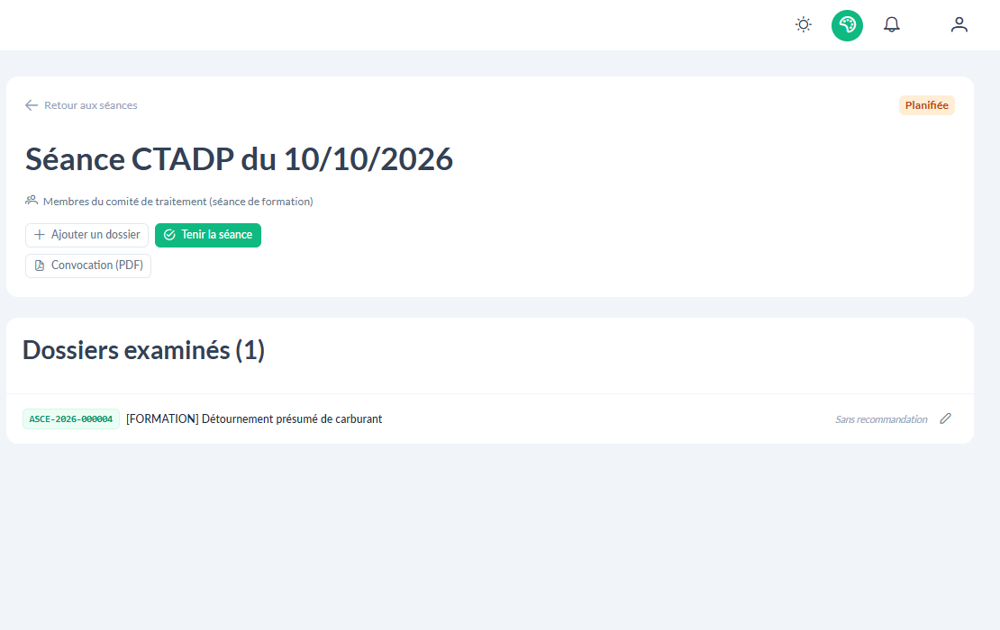 Retour aux séances
Planifiée
Séance CTADP du 10/10/2026
Membres du comité de traitement (séance de formation)
Ajouter un dossier
Tenir la séance
Convocation (PDF)
Dossiers examinés (1)
ASCE-2026-000004 [FORMATION] Détournement présumé de carburant
Sans recommandation